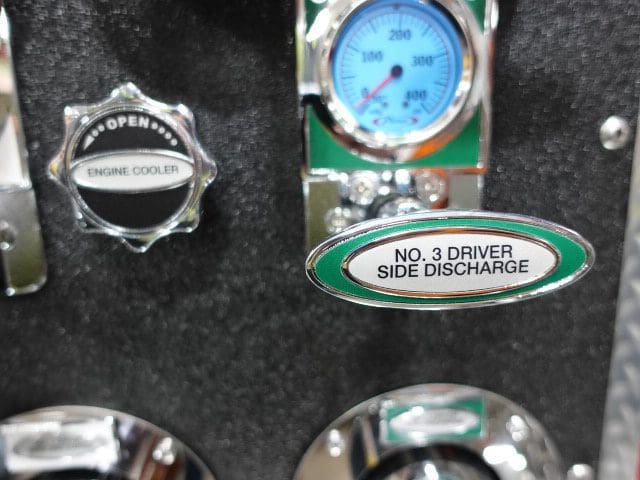 200
100
300
0
400
OPEN
ENGINE COOLER
NO. 3 DRIVER
SIDE DISCHARGE